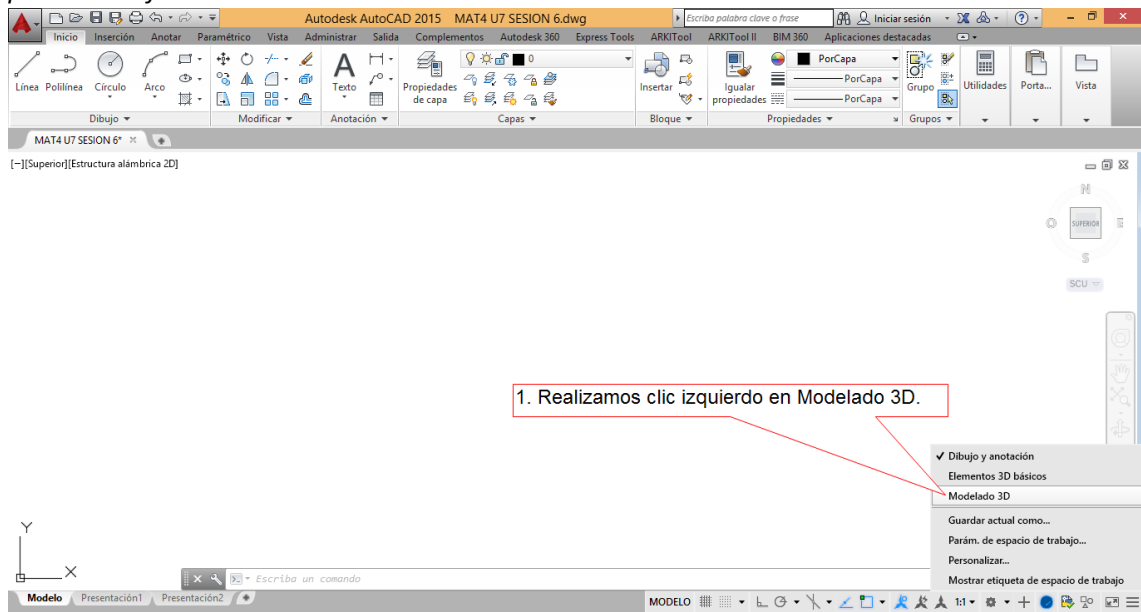 Autodesk AutoCAD 2015 MAT4 U7 SESION 6.dwg
Escriba palabra clave o frase
Iniciar sesión
Inicio Inserción Anotar Paramétrico Vista Administrar Salida Complementos Autodesk 360 Express Tools ARKITool ARKITool II BIM 360 Aplicaciones destacadas
0
PorCapa
PorCapa
PorCapa
Línea Polilínea Círculo Arco
A
Texto
Propiedades de capa
Insertar
Igualar propiedades
Grupo
Utilidades
Porta...
Vista
Dibujo Modificar Anotación Capas Bloque Propiedades Grupos
MAT4 U7 SESION 6*
[−][Superior][Estructura alámbrica 2D]
N
O SUPERIOR E
S
SCU
1. Realizamos clic izquierdo en Modelado 3D.
Dibujo y anotación
Elementos 3D básicos
Modelado 3D
Guardar actual como...
Parám. de espacio de trabajo...
Personalizar...
Mostrar etiqueta de espacio de trabajo
Y
X
Escriba un comando
Modelo Presentación1 Presentación2
MODELO
1:1